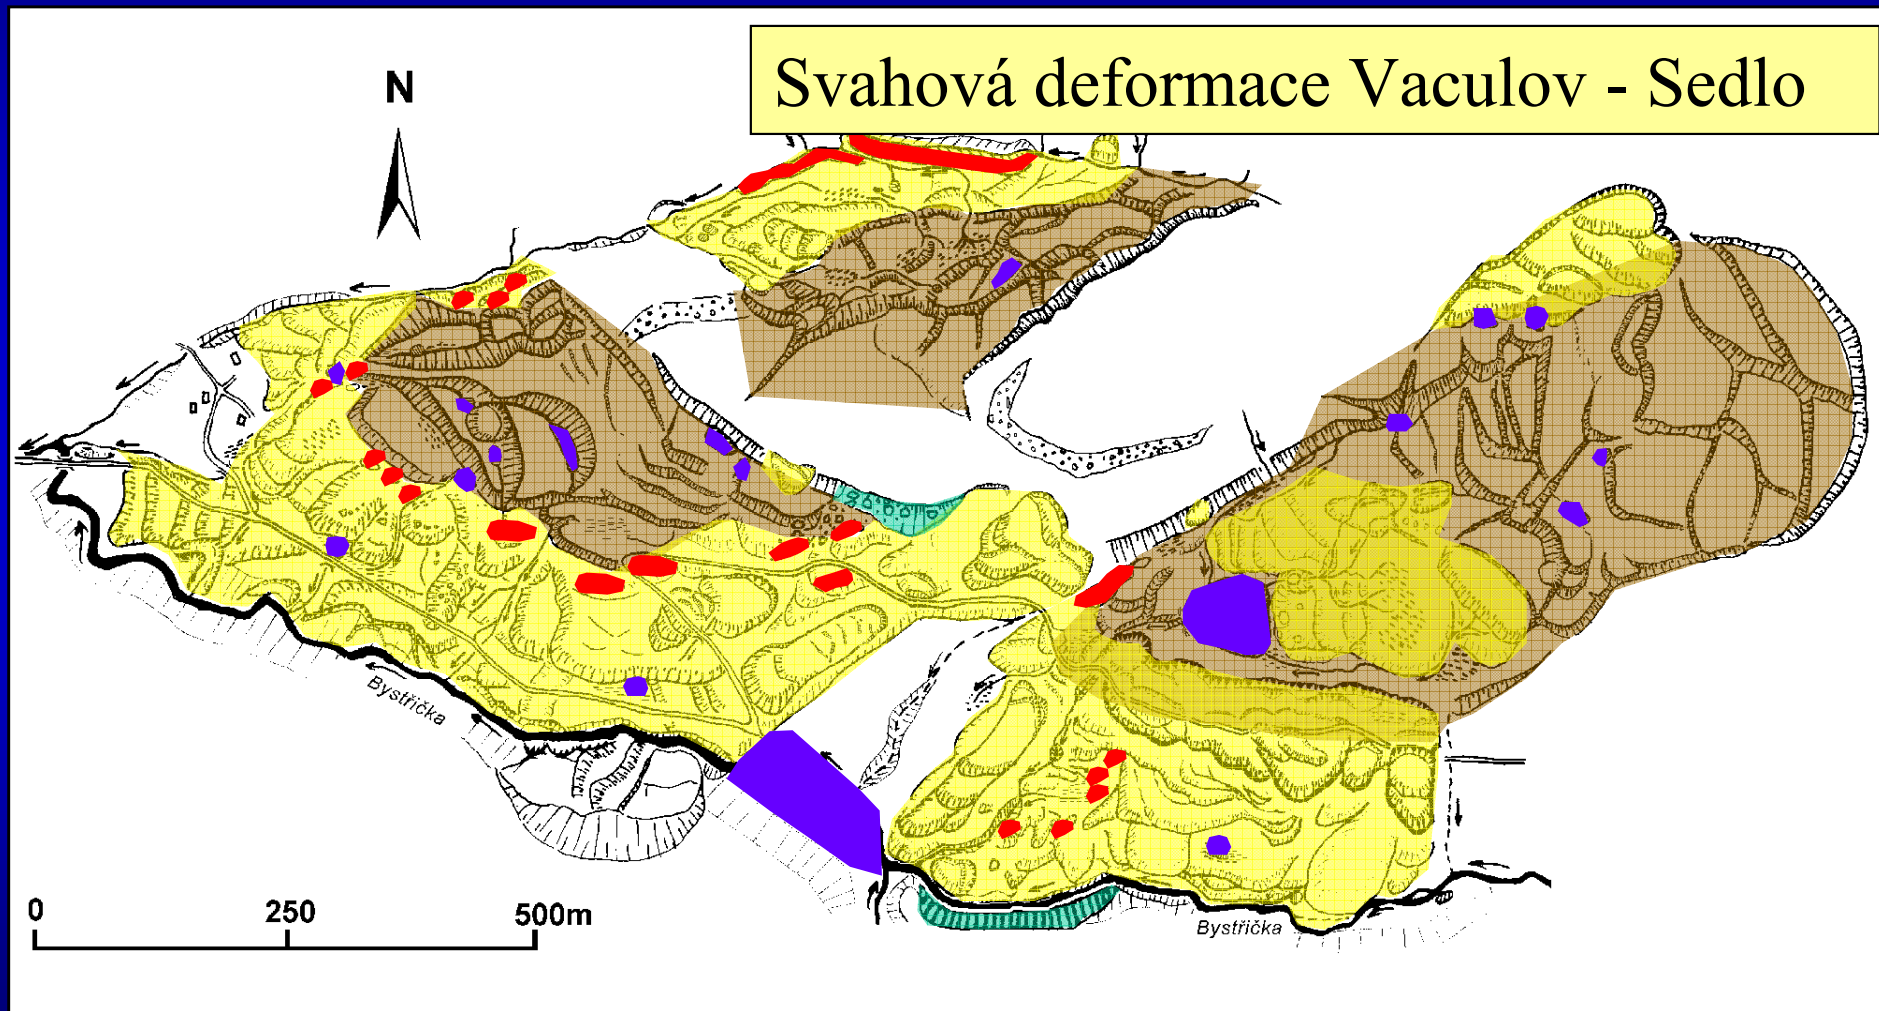 Svahová deformace Vaculov - Sedlo
N
Bystřička
0 250 500m
Bystřička